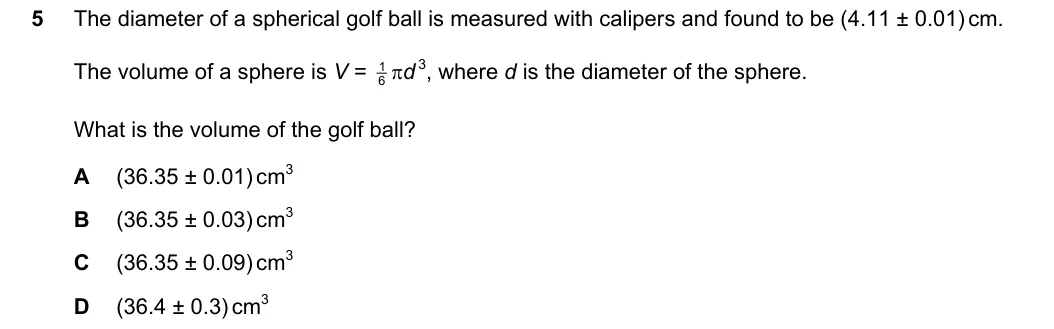 5 The diameter of a spherical golf ball is measured with calipers and found to be (4.11 ± 0.01) cm.
The volume of a sphere is V = 1/6 πd³, where d is the diameter of the sphere.
What is the volume of the golf ball?
A (36.35 ± 0.01) cm³
B (36.35 ± 0.03) cm³
C (36.35 ± 0.09) cm³
D (36.4 ± 0.3) cm³